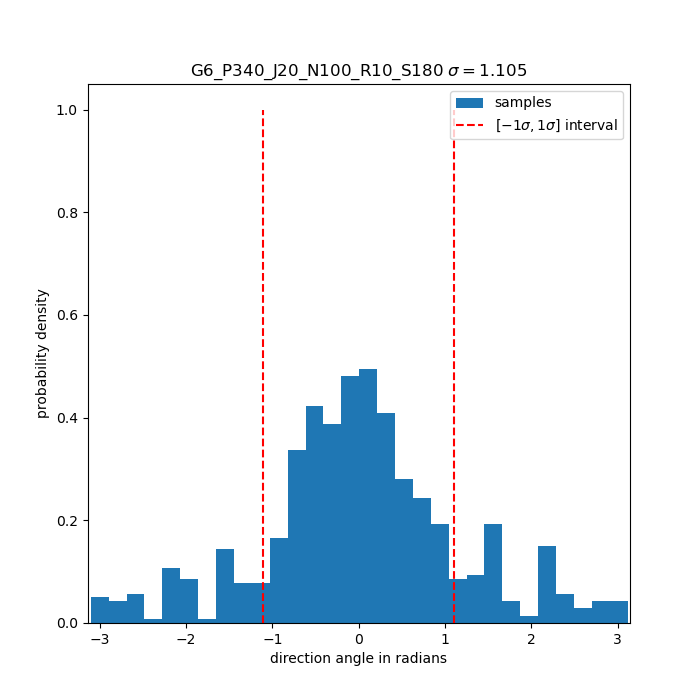 G6_P340_J20_N100_R10_S180 σ = 1.105
samples
[−1σ, 1σ] interval
probability density
1.0
0.8
0.6
0.4
0.2
0.0
−3 −2 −1 0 1 2 3
direction angle in radians